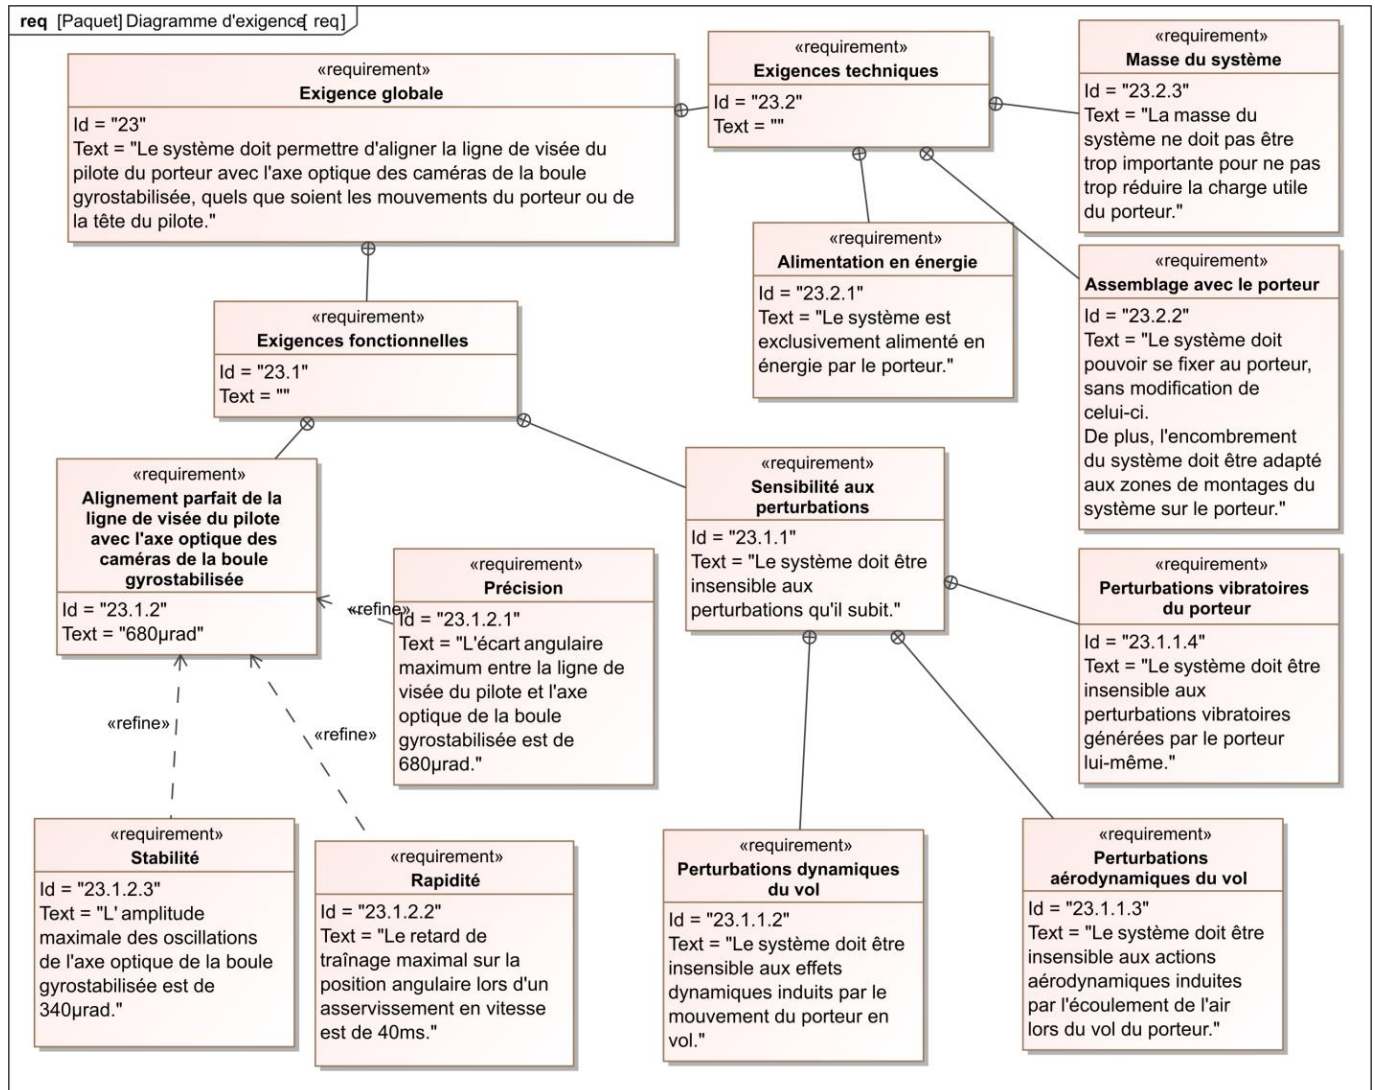 req [Paquet] Diagramme d'exigence[ req]
«requirement»
Exigence globale
Id = "23"
Text = "Le système doit permettre d'aligner la ligne de visée du
pilote du porteur avec l'axe optique des caméras de la boule
gyrostabilisée, quels que soient les mouvements du porteur ou de
la tête du pilote."
«requirement»
Exigences techniques
Id = "23.2"
Text = ""
«requirement»
Masse du système
Id = "23.2.3"
Text = "La masse du
système ne doit pas être
trop importante pour ne pas
trop réduire la charge utile
du porteur."
«requirement»
Alimentation en énergie
Id = "23.2.1"
Text = "Le système est
exclusivement alimenté en
énergie par le porteur."
«requirement»
Assemblage avec le porteur
Id = "23.2.2"
Text = "Le système doit
pouvoir se fixer au porteur,
sans modification de
celui-ci.
De plus, l'encombrement
du système doit être adapté
aux zones de montages du
système sur le porteur."
«requirement»
Exigences fonctionnelles
Id = "23.1"
Text = ""
«requirement»
Alignement parfait de la
ligne de visée du pilote
avec l'axe optique des
caméras de la boule
gyrostabilisée
Id = "23.1.2"
Text = "680µrad"
«requirement»
Sensibilité aux
perturbations
Id = "23.1.1"
Text = "Le système doit être
insensible aux
perturbations qu'il subit."
«refine»
«requirement»
Précision
Id = "23.1.2.1"
Text = "L'écart angulaire
maximum entre la ligne de
visée du pilote et l'axe
optique de la boule
gyrostabilisée est de
680µrad."
«requirement»
Perturbations vibratoires
du porteur
Id = "23.1.1.4"
Text = "Le système doit être
insensible aux
perturbations vibratoires
générées par le porteur
lui-même."
«refine»
«refine»
«requirement»
Stabilité
Id = "23.1.2.3"
Text = "L' amplitude
maximale des oscillations
de l'axe optique de la boule
gyrostabilisée est de
340µrad."
«requirement»
Rapidité
Id = "23.1.2.2"
Text = "Le retard de
traînage maximal sur la
position angulaire lors d'un
asservissement en vitesse
est de 40ms."
«requirement»
Perturbations dynamiques
du vol
Id = "23.1.1.2"
Text = "Le système doit être
insensible aux effets
dynamiques induits par le
mouvement du porteur en
vol."
«requirement»
Perturbations
aérodynamiques du vol
Id = "23.1.1.3"
Text = "Le système doit être
insensible aux actions
aérodynamiques induites
par l'écoulement de l'air
lors du vol du porteur."